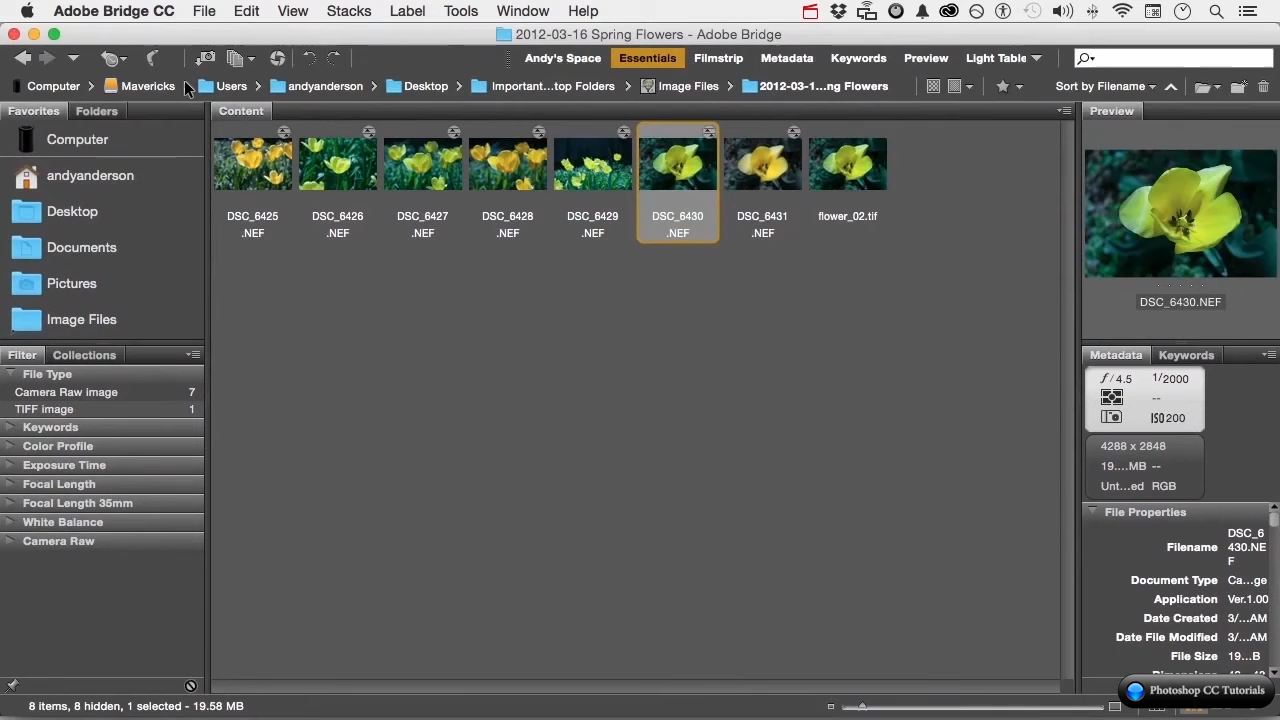 Adobe Bridge CC File Edit View Stacks Label Tools Window Help
2012-03-16 Spring Flowers - Adobe Bridge
Andy's Space Essentials Filmstrip Metadata Keywords Preview Light Table
Computer Mavericks Users andyanderson Desktop Important...top Folders Image Files 2012-03-1...ng Flowers Sort by Filename
Favorites Folders
Computer
andyanderson
Desktop
Documents
Pictures
Image Files
Filter Collections
File Type
Camera Raw image 7
TIFF image 1
Keywords
Color Profile
Exposure Time
Focal Length
Focal Length 35mm
White Balance
Camera Raw
Content
DSC_6425
.NEF
DSC_6426
.NEF
DSC_6427
.NEF
DSC_6428
.NEF
DSC_6429
.NEF
DSC_6430
.NEF
DSC_6431
.NEF
flower_02.tif
Preview
DSC_6430.NEF
Metadata Keywords
ƒ/4.5 1/2000
--
ISO200
4288 x 2848
19....MB --
Unt...ed RGB
File Properties
Filename DSC_6
430.NE
F
Document Type Ca...ge
Application Ver.1.00
Date Created 3/...AM
Date File Modified 3/...AM
File Size 19...B
8 items, 8 hidden, 1 selected - 19.58 MB
Photoshop CC Tutorials